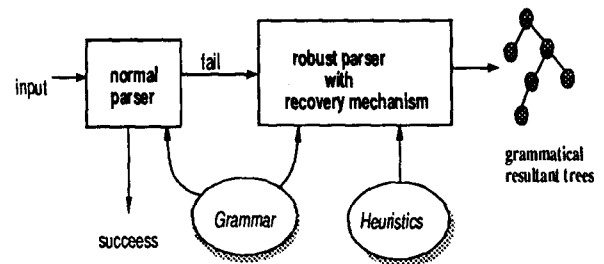 input
normal
parser
fail
robust parser
with
recovery mechanism
grammatical
resultant trees
Grammar
Heuristics
succeess